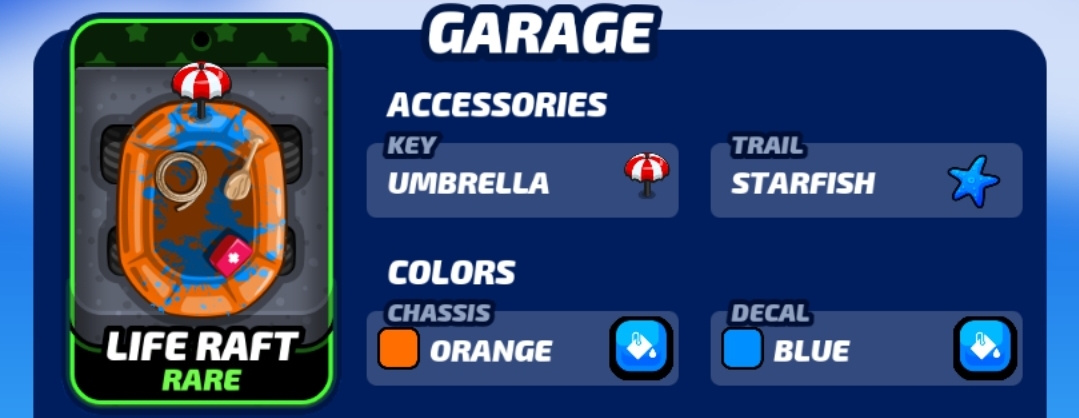 GARAGE
LIFE RAFT
RARE
ACCESSORIES
KEY
UMBRELLA
TRAIL
STARFISH
COLORS
CHASSIS
ORANGE
DECAL
BLUE